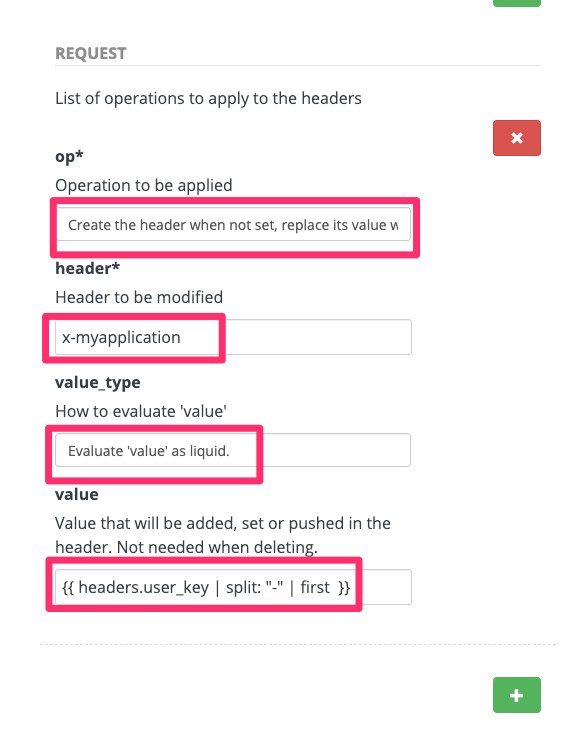 REQUEST
List of operations to apply to the headers
op*
Operation to be applied
Create the header when not set, replace its value w
header*
Header to be modified
x-myapplication
value_type
How to evaluate 'value'
Evaluate 'value' as liquid.
value
Value that will be added, set or pushed in the
header. Not needed when deleting.
{{ headers.user_key | split: "-" | first  }}